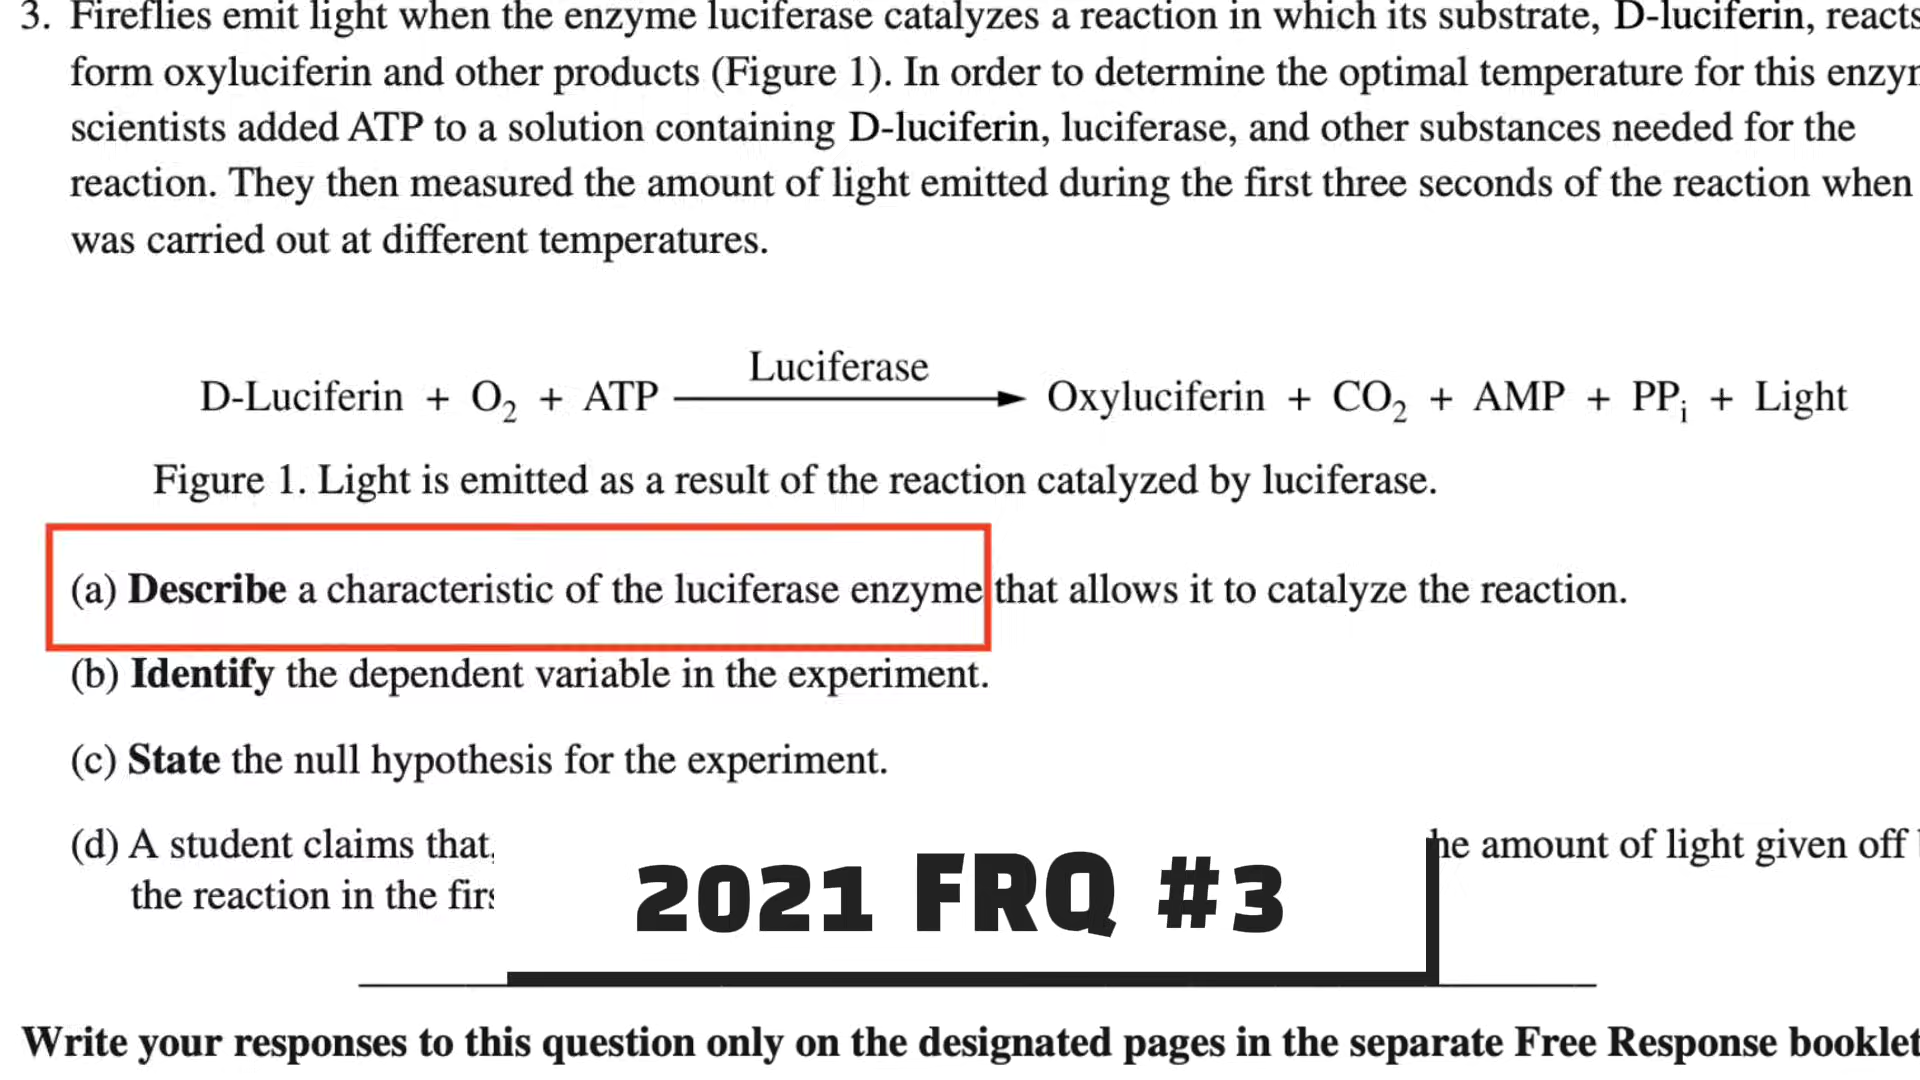 3. Fireflies emit light when the enzyme luciferase catalyzes a reaction in which its substrate, D-luciferin, reacts
form oxyluciferin and other products (Figure 1). In order to determine the optimal temperature for this
scientists added ATP to a solution containing D-luciferin, luciferase, and other substances needed for the
reaction. They then measured the amount of light emitted during the first three seconds of the reaction when
was carried out at different temperatures.
Luciferase
D-Luciferin + O₂ + ATP → Oxyluciferin + CO₂ + AMP + PPᵢ + Light
Figure 1. Light is emitted as a result of the reaction catalyzed by luciferase.
(a) Describe a characteristic of the luciferase enzyme that allows it to catalyze the reaction.
(b) Identify the dependent variable in the experiment.
(c) State the null hypothesis for the experiment.
(d) A student claims that, he amount of light given off
the reaction in the firs
2021 FRQ #3
Write your responses to this question only on the designated pages in the separate Free Response booklet